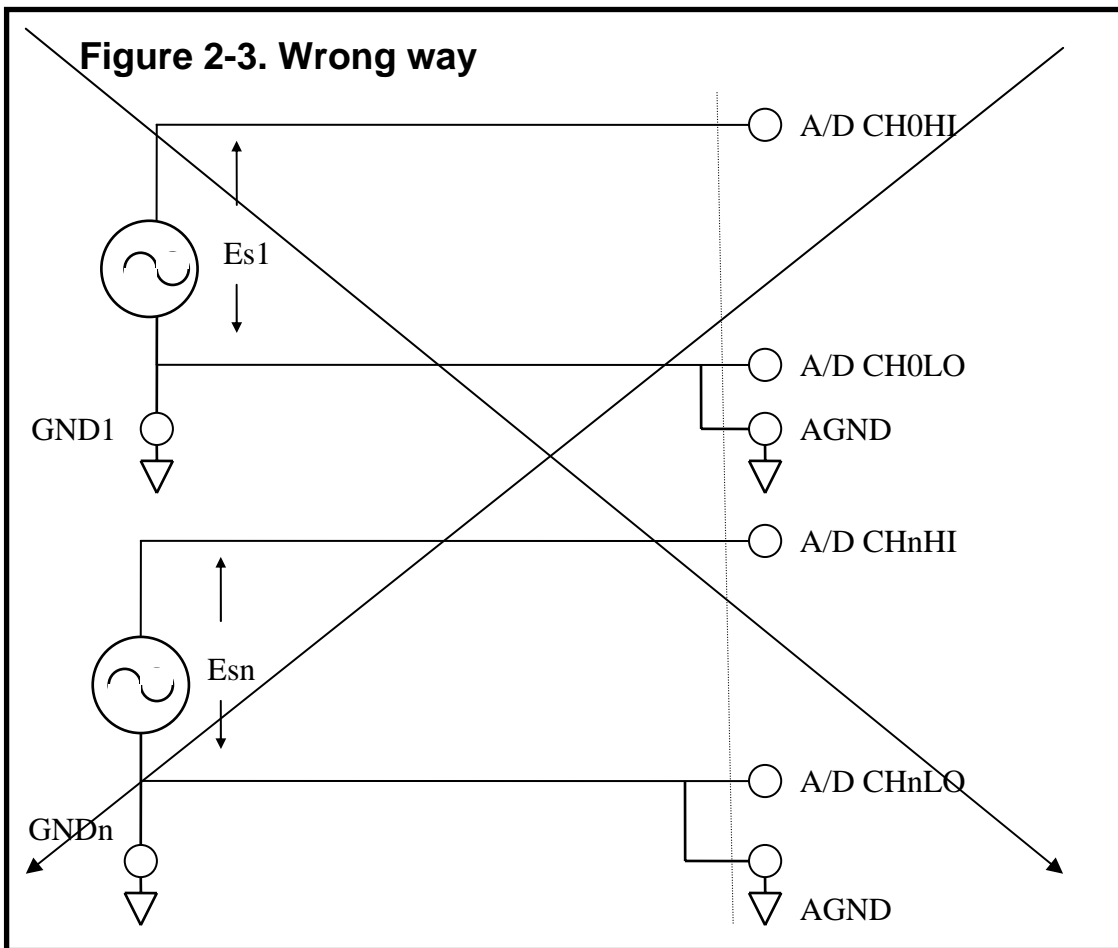 Figure 2-3. Wrong way
A/D CH0HI
Es1
A/D CH0LO
GND1
AGND
A/D CHnHI
Esn
A/D CHnLO
GNDn
AGND